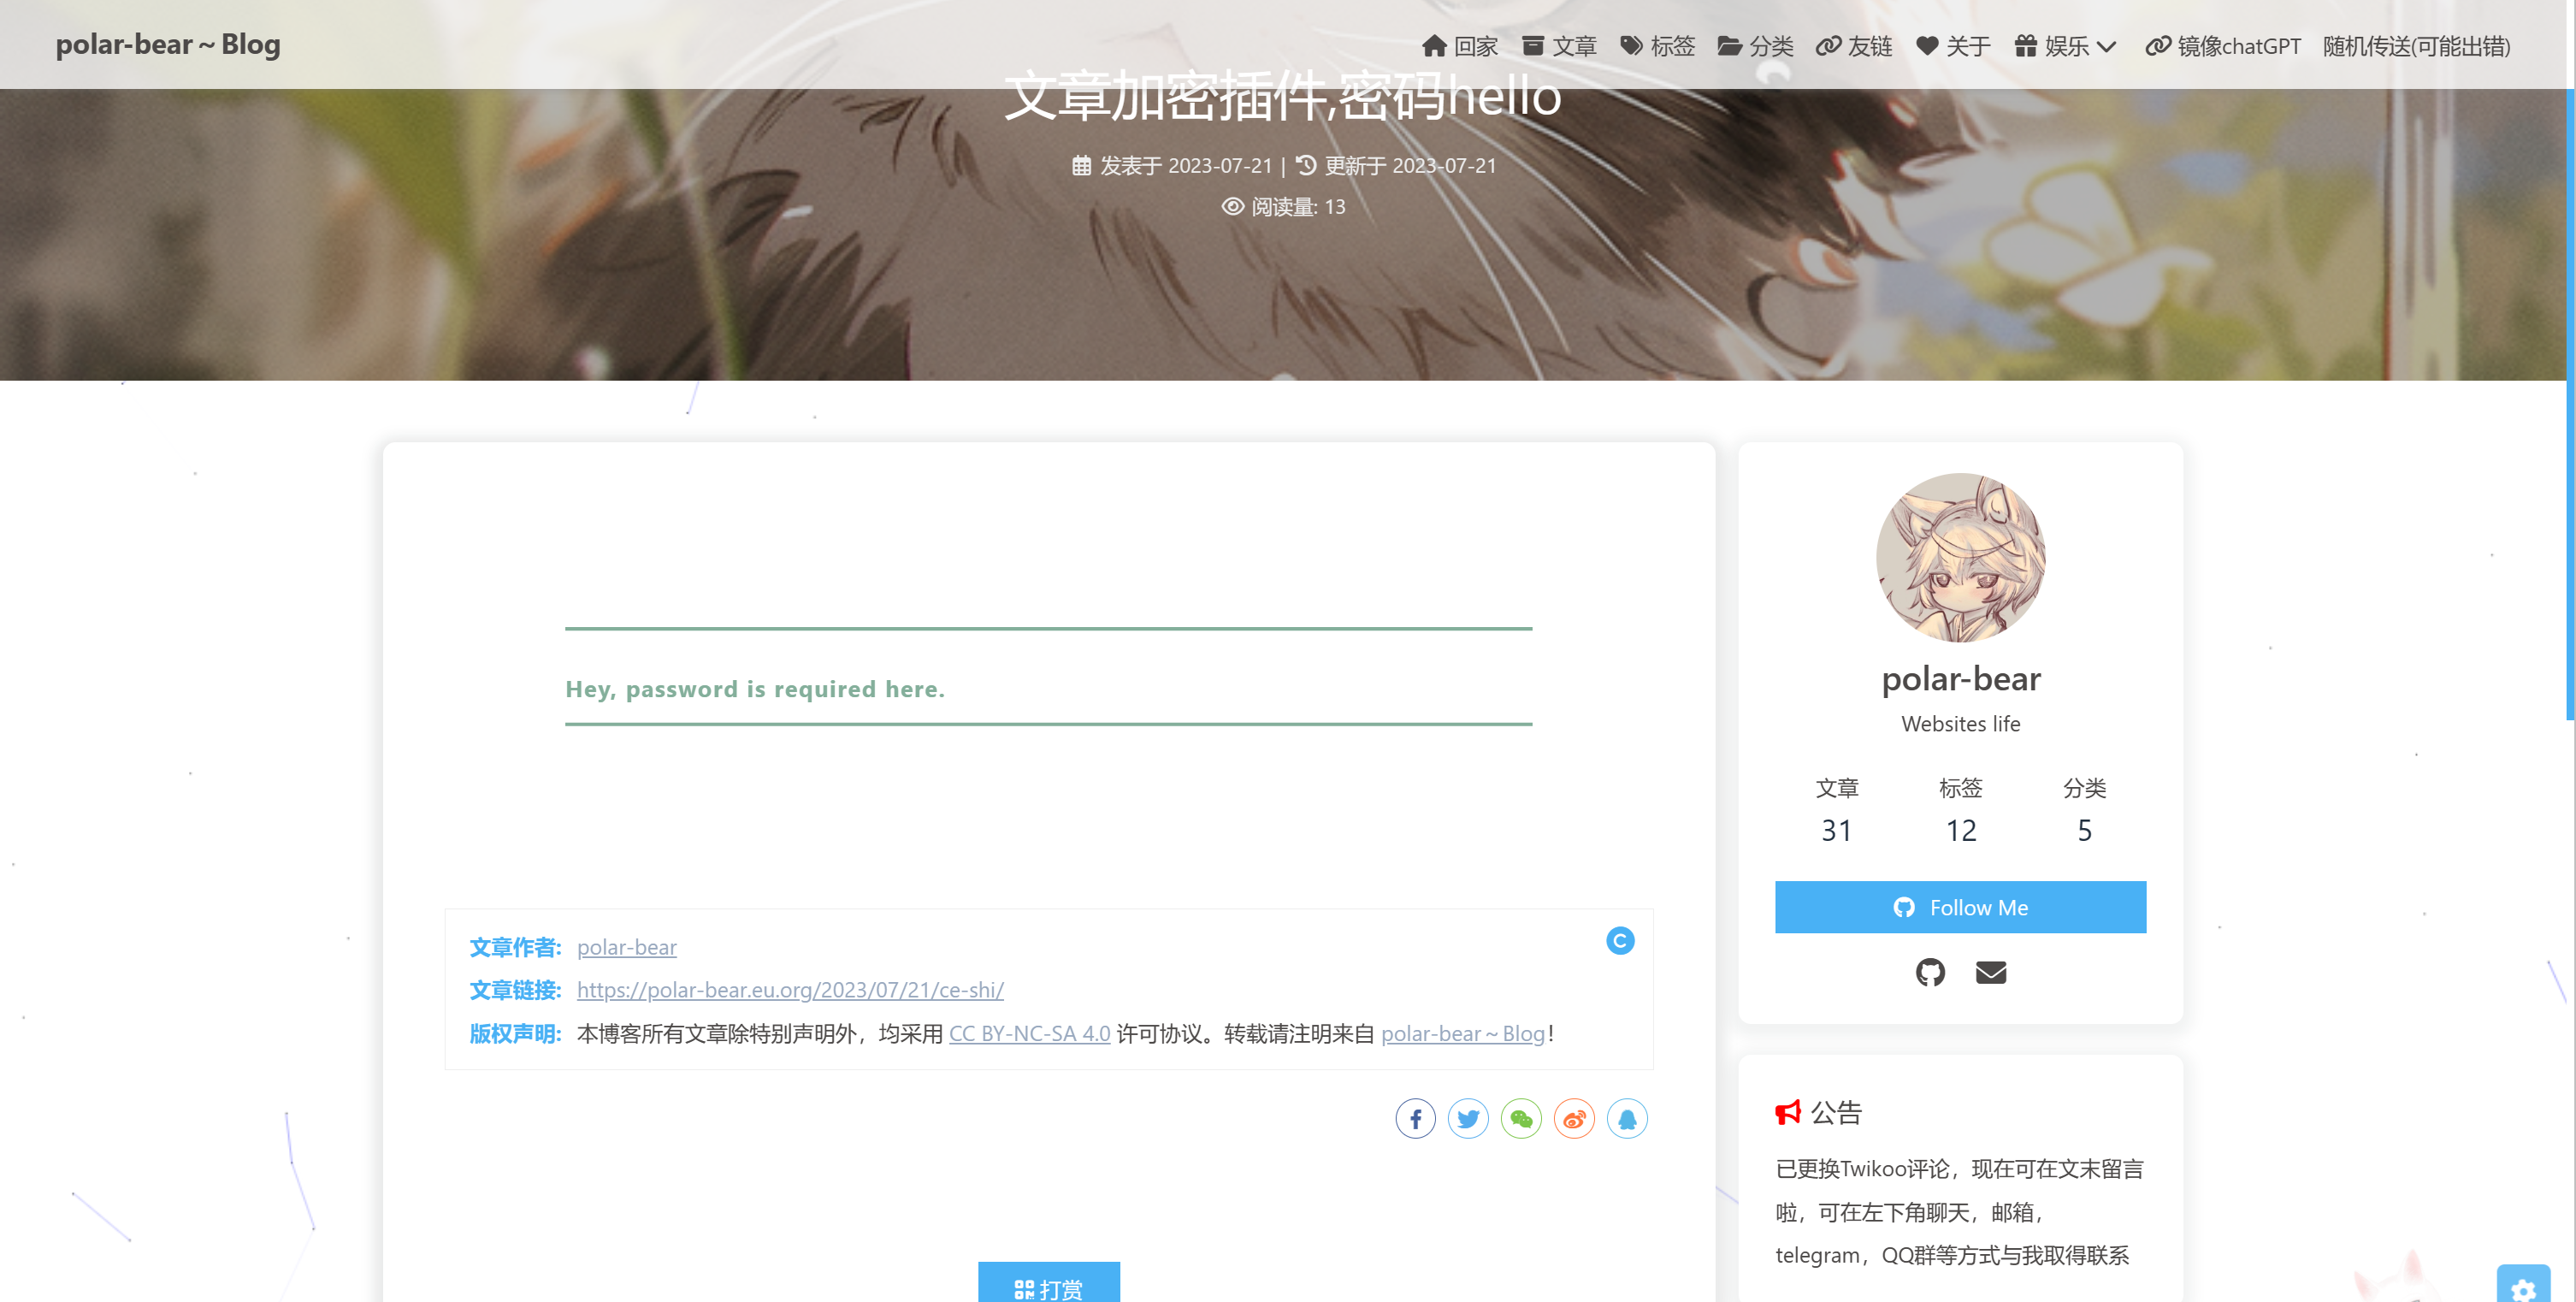 polar-bear～Blog
回家 文章 标签 分类 友链 关于 娱乐 镜像chatGPT 随机传送(可能出错)
文章加密插件,密码hello
发表于 2023-07-21 | 更新于 2023-07-21
阅读量: 13
Hey, password is required here.
文章作者: polar-bear
文章链接: https://polar-bear.eu.org/2023/07/21/ce-shi/
版权声明: 本博客所有文章除特别声明外，均采用 CC BY-NC-SA 4.0 许可协议。转载请注明来自 polar-bear～Blog！
打赏
polar-bear
Websites life
文章 标签 分类
31 12 5
Follow Me
公告
已更换Twikoo评论，现在可在文末留言
啦，可在左下角聊天，邮箱，
telegram，QQ群等方式与我取得联系